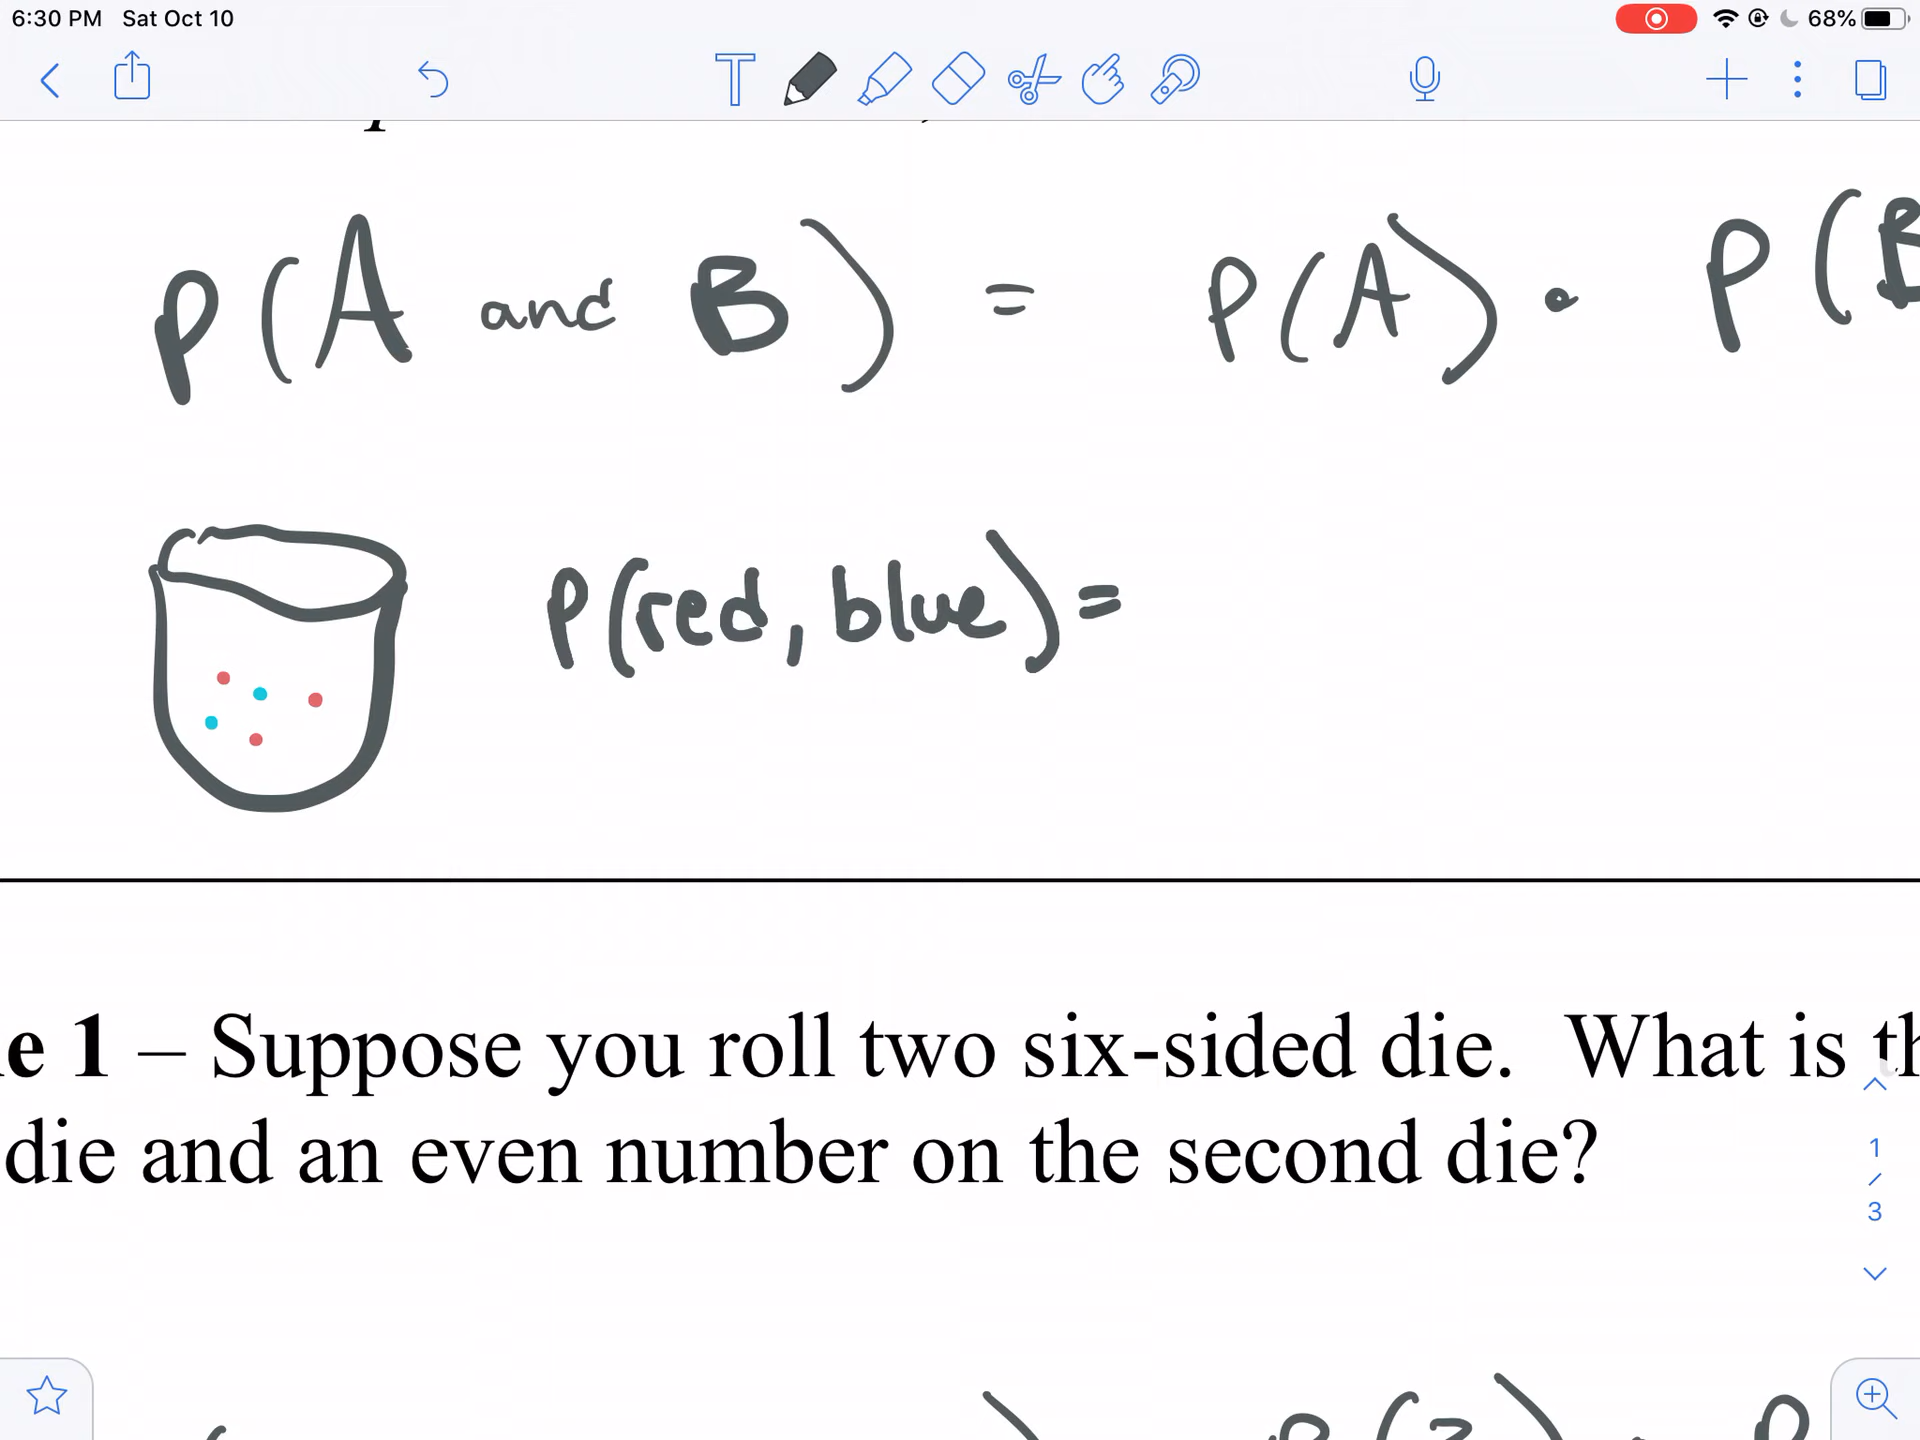 6:30 PM Sat Oct 10 68%
P(A and B) = P(A) • P(B
P(red, blue) =
e 1 – Suppose you roll two six-sided die. What is th
die and an even number on the second die?
1
/
3